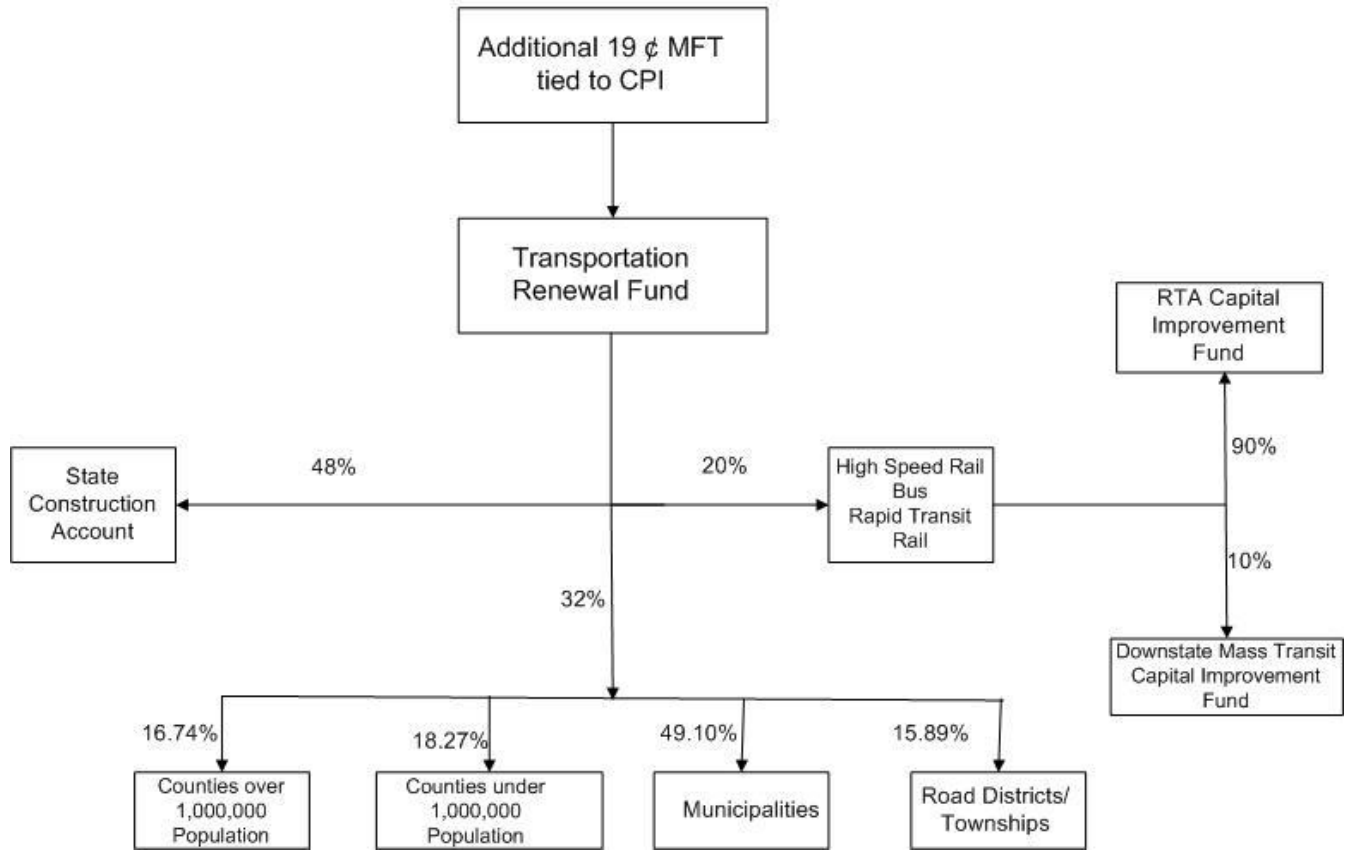 Additional 19 ¢ MFT
tied to CPI
Transportation
Renewal Fund
RTA Capital
Improvement
Fund
90%
State
Construction
Account
48%
20%
High Speed Rail
Bus
Rapid Transit
Rail
10%
32%
Downstate Mass Transit
Capital Improvement
Fund
16.74%
18.27%
49.10%
15.89%
Counties over
1,000,000
Population
Counties under
1,000,000
Population
Municipalities
Road Districts/
Townships